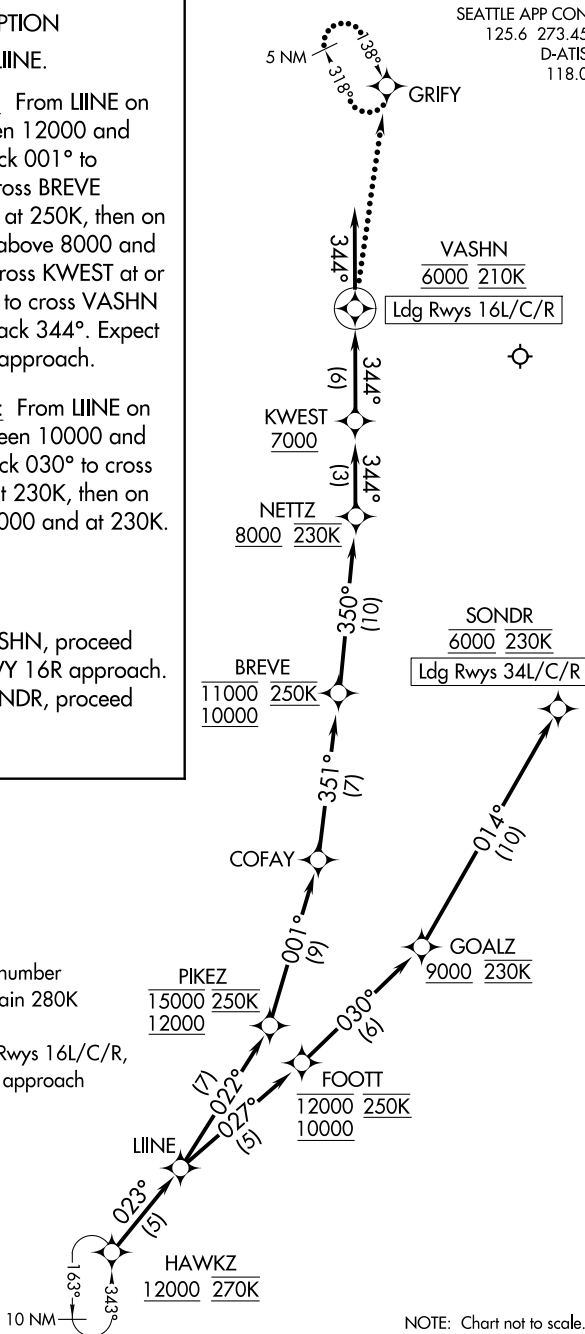 PTION
LIINE.
From LIINE on
en 12000 and
ck 001° to
ross BREVE
at 250K, then on
above 8000 and
ross KWEST at or
to cross VASHN
ack 344°. Expect
approach.
From LIINE on
een 10000 and
ck 030° to cross
t 230K, then on
000 and at 230K.
SHN, proceed
VY 16R approach.
NDR, proceed
SEATTLE APP CON
125.6 273.45
D-ATIS
118.0
5 NM
138°
318°
GRIFY
344°
VASHN
6000 210K
Ldg Rwys 16L/C/R
344°
(6)
KWEST
7000
344°
(3)
NETTZ
8000 230K
350°
(10)
SONDR
6000 230K
Ldg Rwys 34L/C/R
BREVE
11000 250K
10000
351°
(7)
014°
(10)
COFAY
001°
(9)
GOALZ
9000 230K
number
ain 280K
Rwys 16L/C/R,
approach
PIKEZ
15000 250K
12000
030°
(6)
FOOTT
12000 250K
10000
(7)
022°
027°
(5)
LIINE
023°
(5)
HAWKZ
12000 270K
163°
343°
10 NM
NOTE: Chart not to scale.